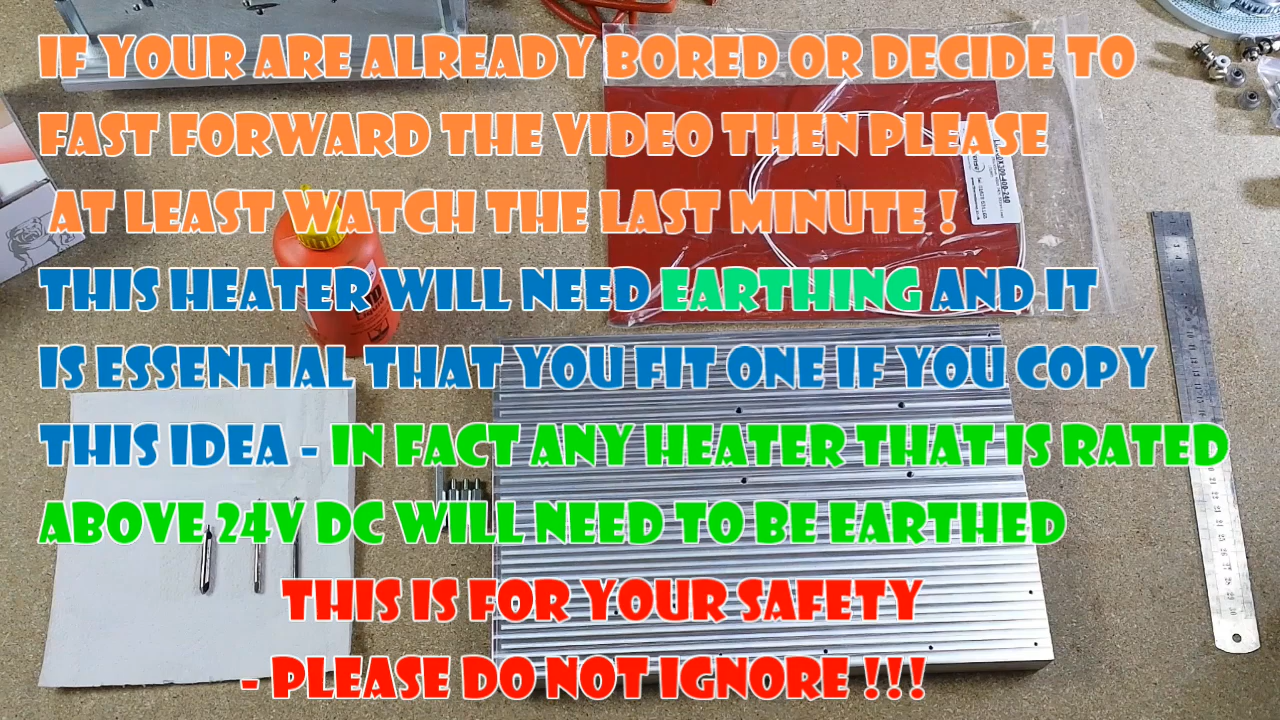 IF YOUR ARE ALREADY BORED OR DECIDE TO
FAST FORWARD THE VIDEO THEN PLEASE
AT LEAST WATCH THE LAST MINUTE !
THIS HEATER WILL NEED EARTHING AND IT
IS ESSENTIAL THAT YOU FIT ONE IF YOU COPY
THIS IDEA - IN FACT ANY HEATER THAT IS RATED
ABOVE 24V DC WILL NEED TO BE EARTHED
THIS IS FOR YOUR SAFETY
- PLEASE DO NOT IGNORE !!!